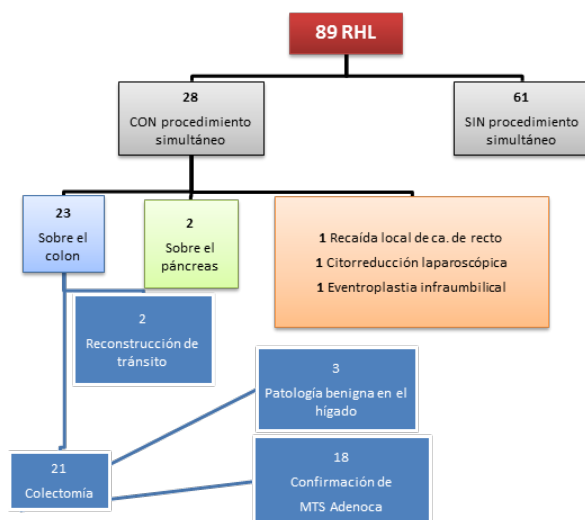 89 RHL
28
CON procedimiento
simultáneo
61
SIN procedimiento
simultáneo
23
Sobre el
colon
2
Sobre el
páncreas
1 Recaída local de ca. de recto
1 Citorreducción laparoscópica
1 Eventroplastia infraumbilical
2
Reconstrucción de
tránsito
3
Patología benigna en el
hígado
21
Colectomía
18
Confirmación de
MTS Adenoca